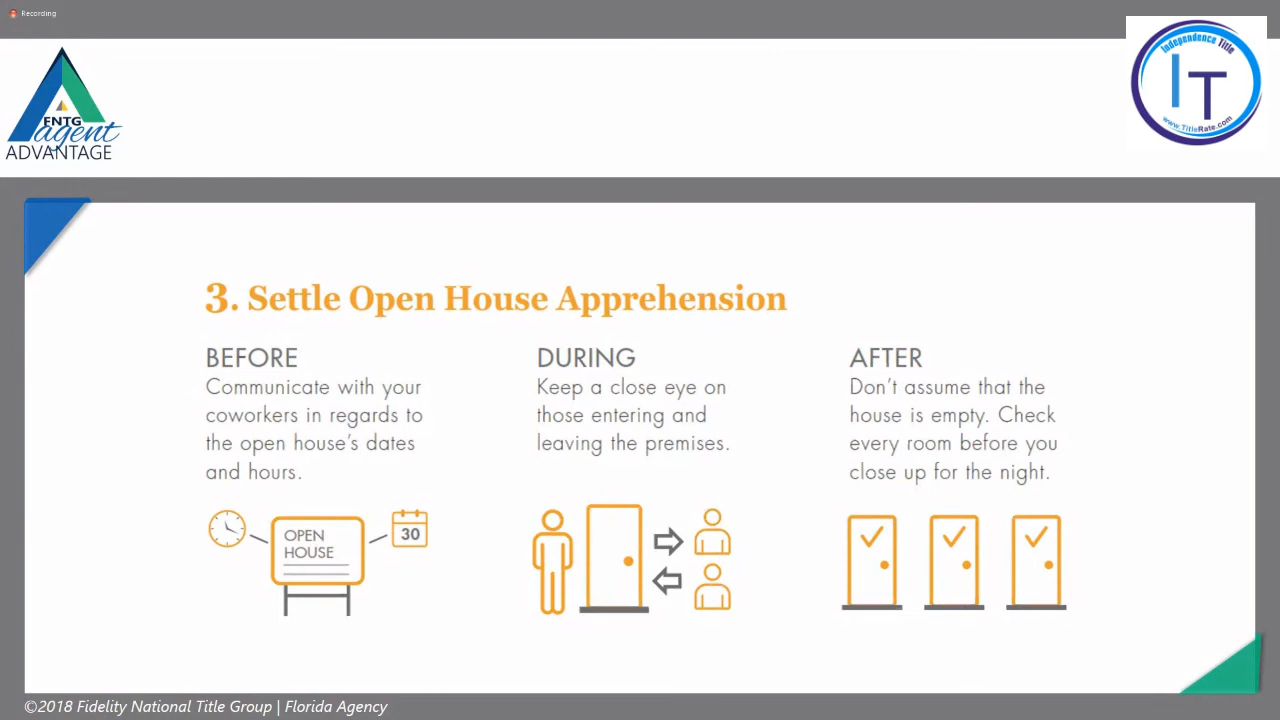 Recording
FNTG
agent
ADVANTAGE
Independence Title
IT
www.TitleRate.com
3. Settle Open House Apprehension
BEFORE
Communicate with your
coworkers in regards to
the open house's dates
and hours.
OPEN
HOUSE
30
DURING
Keep a close eye on
those entering and
leaving the premises.
AFTER
Don't assume that the
house is empty. Check
every room before you
close up for the night.
©2018 Fidelity National Title Group | Florida Agency